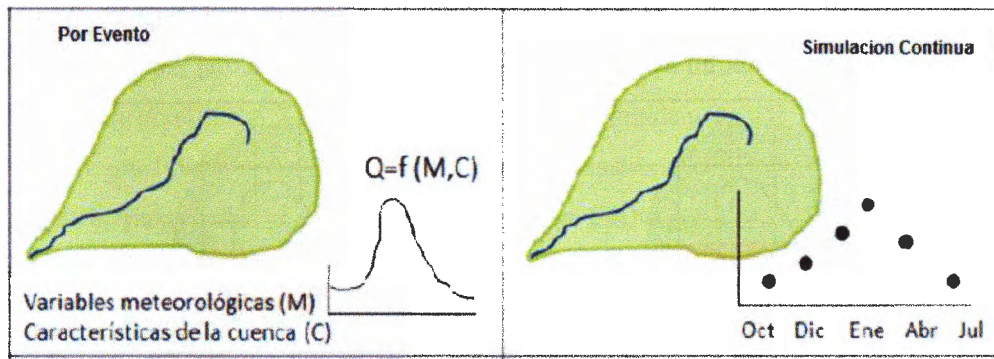 Por Evento
Q=f (M,C)
Variables meteorológicas (M)
Características de la cuenca (C)
Simulacion Continua
Oct Dic Ene Abr Jul